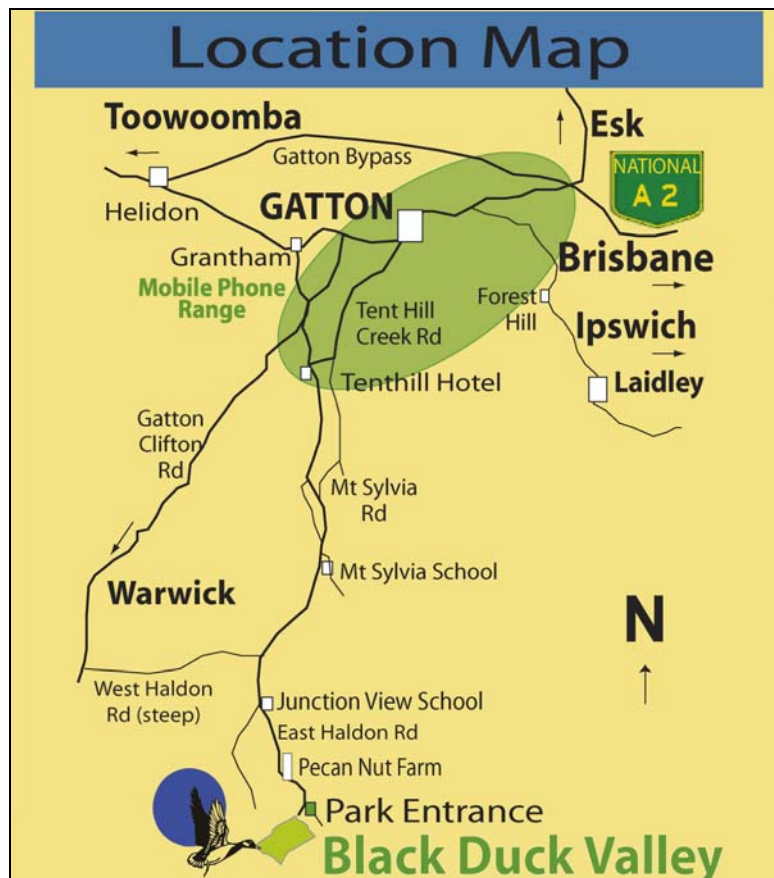 Location Map
Toowoomba
Esk
Gatton Bypass
NATIONAL
A 2
Helidon
GATTON
Grantham
Brisbane
Mobile Phone
Range
Forest
Hill
Tent Hill
Creek Rd
Ipswich
Tenthill Hotel
Laidley
Gatton
Clifton
Rd
Mt Sylvia
Rd
Mt Sylvia School
Warwick
N
West Haldon
Rd (steep)
Junction View School
East Haldon Rd
Pecan Nut Farm
Park Entrance
Black Duck Valley